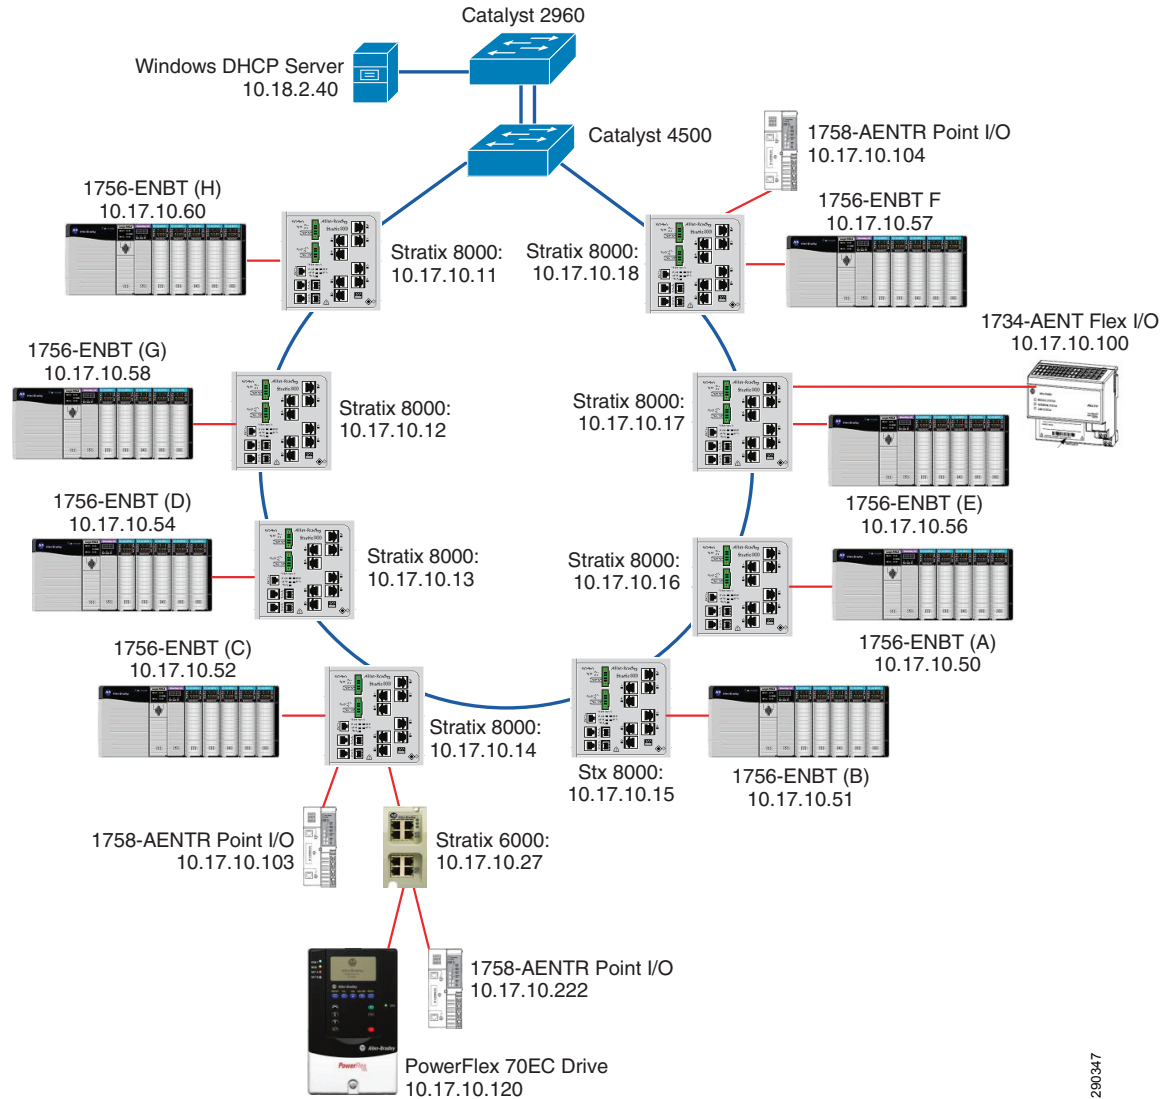 Catalyst 2960
Windows DHCP Server
10.18.2.40
Catalyst 4500
1758-AENTR Point I/O
10.17.10.104
1756-ENBT (H)
10.17.10.60
1756-ENBT F
10.17.10.57
Stratix 8000:
10.17.10.11
Stratix 8000:
10.17.10.18
1734-AENT Flex I/O
10.17.10.100
1756-ENBT (G)
10.17.10.58
Stratix 8000:
10.17.10.12
Stratix 8000:
10.17.10.17
1756-ENBT (D)
10.17.10.54
1756-ENBT (E)
10.17.10.56
Stratix 8000:
10.17.10.13
Stratix 8000:
10.17.10.16
1756-ENBT (C)
10.17.10.52
1756-ENBT (A)
10.17.10.50
Stratix 8000:
10.17.10.14
Stx 8000:
10.17.10.15
1756-ENBT (B)
10.17.10.51
1758-AENTR Point I/O
10.17.10.103
Stratix 6000:
10.17.10.27
1758-AENTR Point I/O
10.17.10.222
Allen-Bradley
PowerFlex
PowerFlex 70EC Drive
10.17.10.120
290347